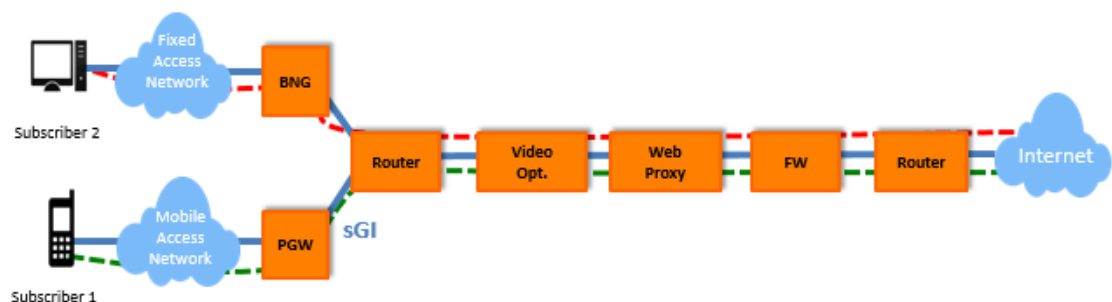 Fixed
Access
Network
BNG
Subscriber 2
Router
Video
Opt.
Web
Proxy
FW
Router
Internet
Mobile
Access
Network
PGW
sGI
Subscriber 1